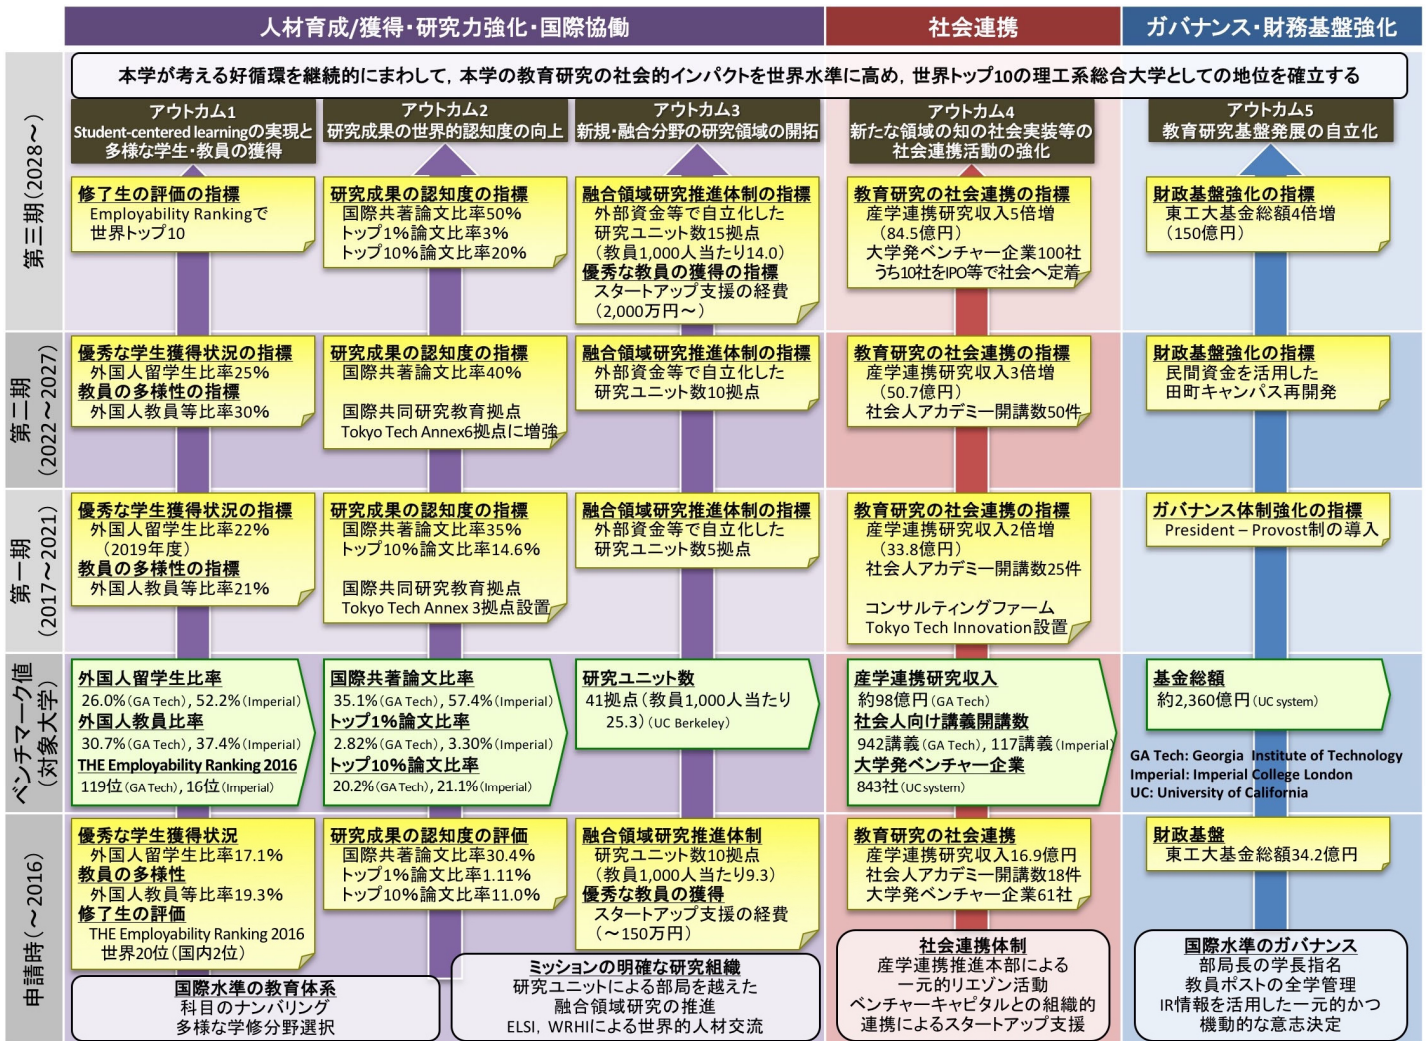 人材育成/獲得・研究力強化・国際協働
社会連携
ガバナンス・財務基盤強化
本学が考える好循環を継続的にまわして，本学の教育研究の社会的インパクトを世界水準に高め，世界トップ10の理工系総合大学としての地位を確立する
第三期（2028～）
アウトカム1
Student-centered learningの実現と
多様な学生・教員の獲得
アウトカム2
研究成果の世界的認知度の向上
アウトカム3
新規・融合分野の研究領域の開拓
アウトカム4
新たな領域の知の社会実装等の
社会連携活動の強化
アウトカム5
教育研究基盤発展の自立化
修了生の評価の指標
Employability Rankingで
世界トップ10
研究成果の認知度の指標
国際共著論文比率50%
トップ1%論文比率3%
トップ10%論文比率20%
融合領域研究推進体制の指標
外部資金等で自立化した
研究ユニット数15拠点
（教員1,000人当たり14.0）
優秀な教員の獲得の指標
スタートアップ支援の経費
（2,000万円～）
教育研究の社会連携の指標
産学連携研究収入5倍増
（84.5億円）
大学発ベンチャー企業100社
うち10社をIPO等で社会へ定着
財政基盤強化の指標
東工大基金総額4倍増
（150億円）
第二期
（2022～2027）
優秀な学生獲得状況の指標
外国人留学生比率25%
教員の多様性の指標
外国人教員等比率30%
研究成果の認知度の指標
国際共著論文比率40%
国際共同研究教育拠点
Tokyo Tech Annex6拠点に増強
融合領域研究推進体制の指標
外部資金等で自立化した
研究ユニット数10拠点
教育研究の社会連携の指標
産学連携研究収入3倍増
（50.7億円）
社会人アカデミー開講数50件
財政基盤強化の指標
民間資金を活用した
田町キャンパス再開発
第一期
（2017～2021）
優秀な学生獲得状況の指標
外国人留学生比率22%
（2019年度）
教員の多様性の指標
外国人教員等比率21%
研究成果の認知度の指標
国際共著論文比率35%
トップ10%論文比率14.6%
国際共同研究教育拠点
Tokyo Tech Annex 3拠点設置
融合領域研究推進体制の指標
外部資金等で自立化した
研究ユニット数5拠点
教育研究の社会連携の指標
産学連携研究収入2倍増
（33.8億円）
社会人アカデミー開講数25件
コンサルティングファーム
Tokyo Tech Innovation設置
ガバナンス体制強化の指標
President – Provost制の導入
ベンチマーク値
（対象大学）
外国人留学生比率
26.0%（GA Tech）, 52.2%（Imperial）
外国人教員比率
30.7%（GA Tech）, 37.4%（Imperial）
THE Employability Ranking 2016
119位（GA Tech）, 16位（Imperial）
国際共著論文比率
35.1%（GA Tech）, 57.4%（Imperial）
トップ1%論文比率
2.82%（GA Tech）, 3.30%（Imperial）
トップ10%論文比率
20.2%（GA Tech）, 21.1%（Imperial）
研究ユニット数
41拠点（教員1,000人当たり
25.3）（UC Berkeley）
産学連携研究収入
約98億円（GA Tech）
社会人向け講義開講数
942講義（GA Tech）, 117講義（Imperial）
大学発ベンチャー企業
843社（UC system）
基金総額
約2,360億円（UC system）
GA Tech: Georgia Institute of Technology
Imperial: Imperial College London
UC: University of California
申請時（～2016）
優秀な学生獲得状況
外国人留学生比率17.1%
教員の多様性
外国人教員等比率19.3%
修了生の評価
THE Employability Ranking 2016
世界20位（国内2位）
研究成果の認知度の評価
国際共著論文比率30.4%
トップ1%論文比率1.11%
トップ10%論文比率11.0%
融合領域研究推進体制
研究ユニット数10拠点
（教員1,000人当たり9.3）
優秀な教員の獲得
スタートアップ支援の経費
（～150万円）
教育研究の社会連携
産学連携研究収入16.9億円
社会人アカデミー開講数18件
大学発ベンチャー企業61社
財政基盤
東工大基金総額34.2億円
国際水準の教育体系
科目のナンバリング
多様な学修分野選択
ミッションの明確な研究組織
研究ユニットによる部局を越えた
融合領域研究の推進
ELSI，WRHIによる世界的人材交流
社会連携体制
産学連携推進本部による
一元的リエゾン活動
ベンチャーキャピタルとの組織的
連携によるスタートアップ支援
国際水準のガバナンス
部局長の学長指名
教員ポストの全学管理
IR情報を活用した一元的かつ
機動的な意志決定